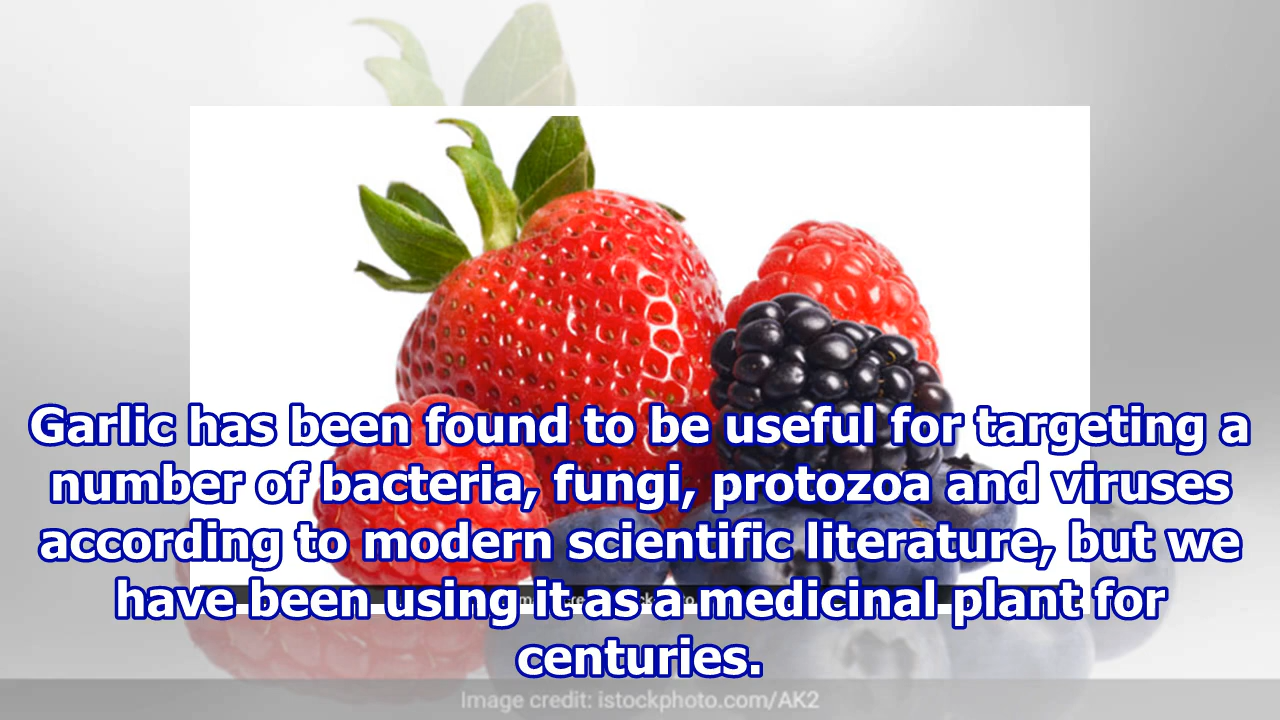 Garlic has been found to be useful for targeting a
number of bacteria, fungi, protozoa and viruses
according to modern scientific literature, but we
have been using it as a medicinal plant for
centuries.
Image credit: istockphoto.com/AK2